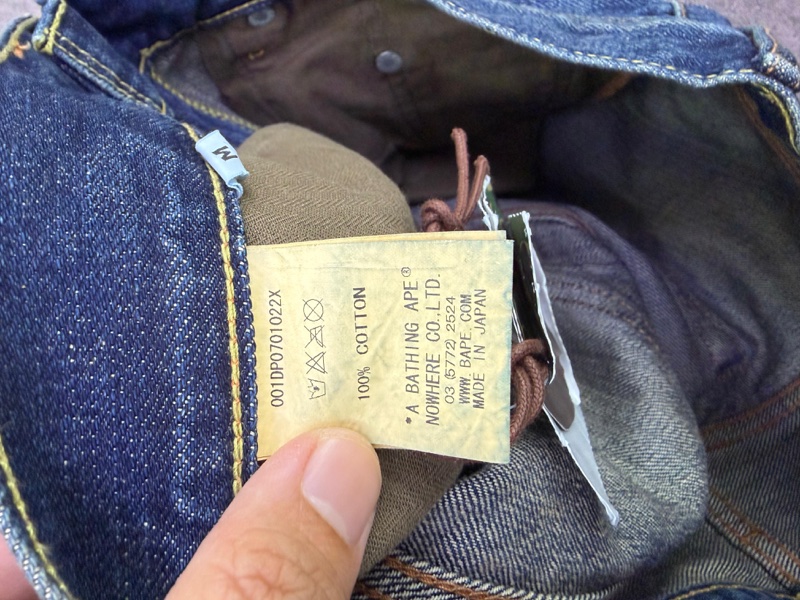 M
001DP0701022X
100% COTTON
*A BATHING APE®
NOWHERE CO.,LTD.
03 (5772) 2524
WWW.BAPE.COM
MADE IN JAPAN